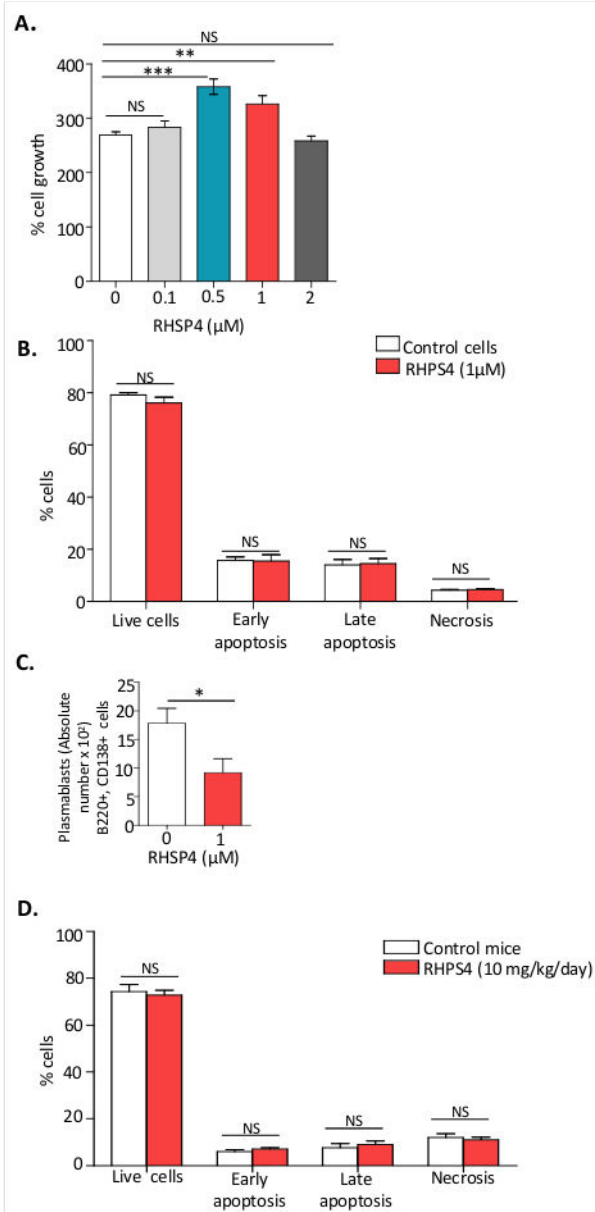 A.
NS
**
***
NS
400
300
200
100
0
% cell growth
0 0.1 0.5 1 2
RHSP4 (µM)
B.
Control cells
RHPS4 (1µM)
100
80
60
40
20
0
% cells
NS
NS
NS
NS
Live cells
Early
apoptosis
Late
apoptosis
Necrosis
C.
Plasmablasts (Absolute
number x 10²)
B220+, CD138+ cells
25
20
15
10
5
0
*
0 1
RHSP4 (µM)
D.
Control mice
RHPS4 (10 mg/kg/day)
100
80
60
40
20
0
% cells
NS
NS
NS
NS
Live cells
Early
apoptosis
Late
apoptosis
Necrosis